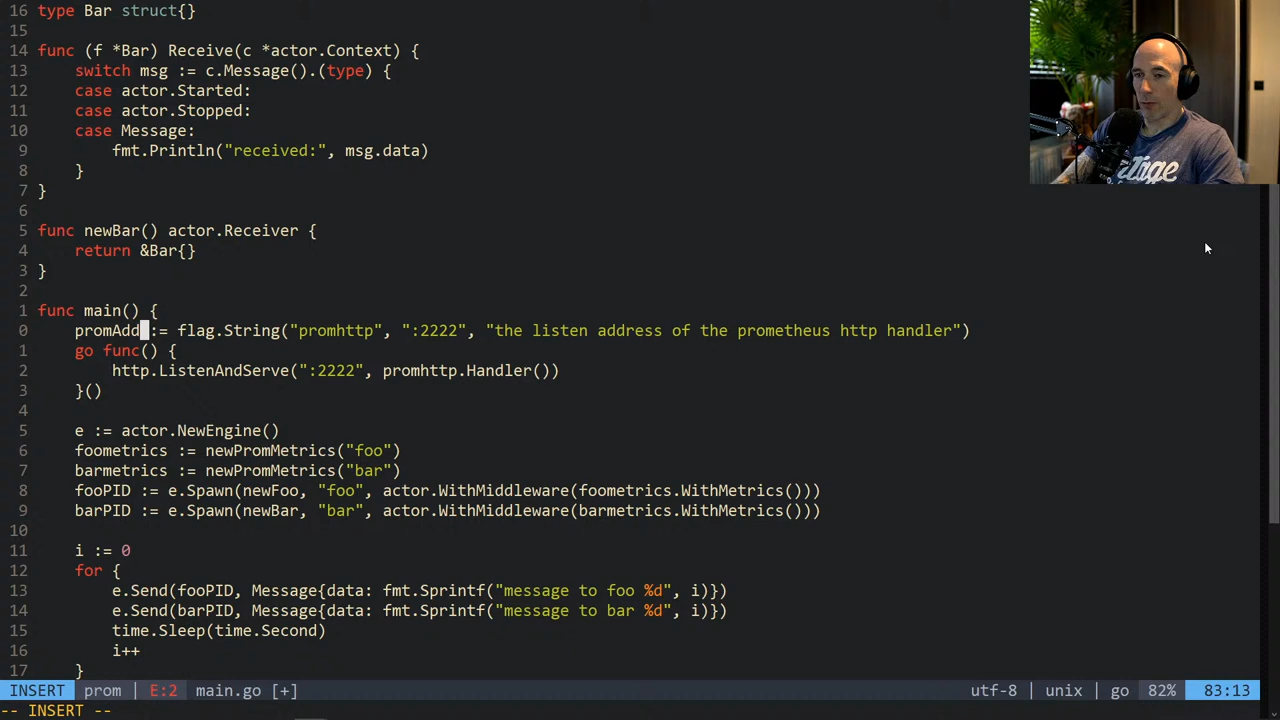 16 type Bar struct{}
15
14 func (f *Bar) Receive(c *actor.Context) {
13     switch msg := c.Message().(type) {
12     case actor.Started:
11     case actor.Stopped:
10     case Message:
9         fmt.Println("received:", msg.data)
8     }
7 }
6
5 func newBar() actor.Receiver {
4     return &Bar{}
3 }
2
1 func main() {
0     promAdd := flag.String("promhttp", ":2222", "the listen address of the prometheus http handler")
1     go func() {
2         http.ListenAndServe(":2222", promhttp.Handler())
3     }()
4
5     e := actor.NewEngine()
6     foometrics := newPromMetrics("foo")
7     barmetrics := newPromMetrics("bar")
8     fooPID := e.Spawn(newFoo, "foo", actor.WithMiddleware(foometrics.WithMetrics()))
9     barPID := e.Spawn(newBar, "bar", actor.WithMiddleware(barmetrics.WithMetrics()))
10
11     i := 0
12     for {
13         e.Send(fooPID, Message{data: fmt.Sprintf("message to foo %d", i)})
14         e.Send(barPID, Message{data: fmt.Sprintf("message to bar %d", i)})
15         time.Sleep(time.Second)
16         i++
17     }
INSERT prom | E:2 main.go [+] utf-8 | unix | go 82% 83:13
-- INSERT --